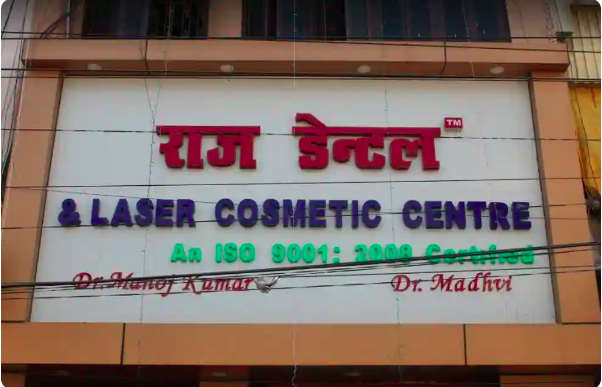 राज डेन्टल TM
& LASER COSMETIC CENTRE
An ISO 9001: 2008 Certified
Dr. Manoj Kumar Dr. Madhvi